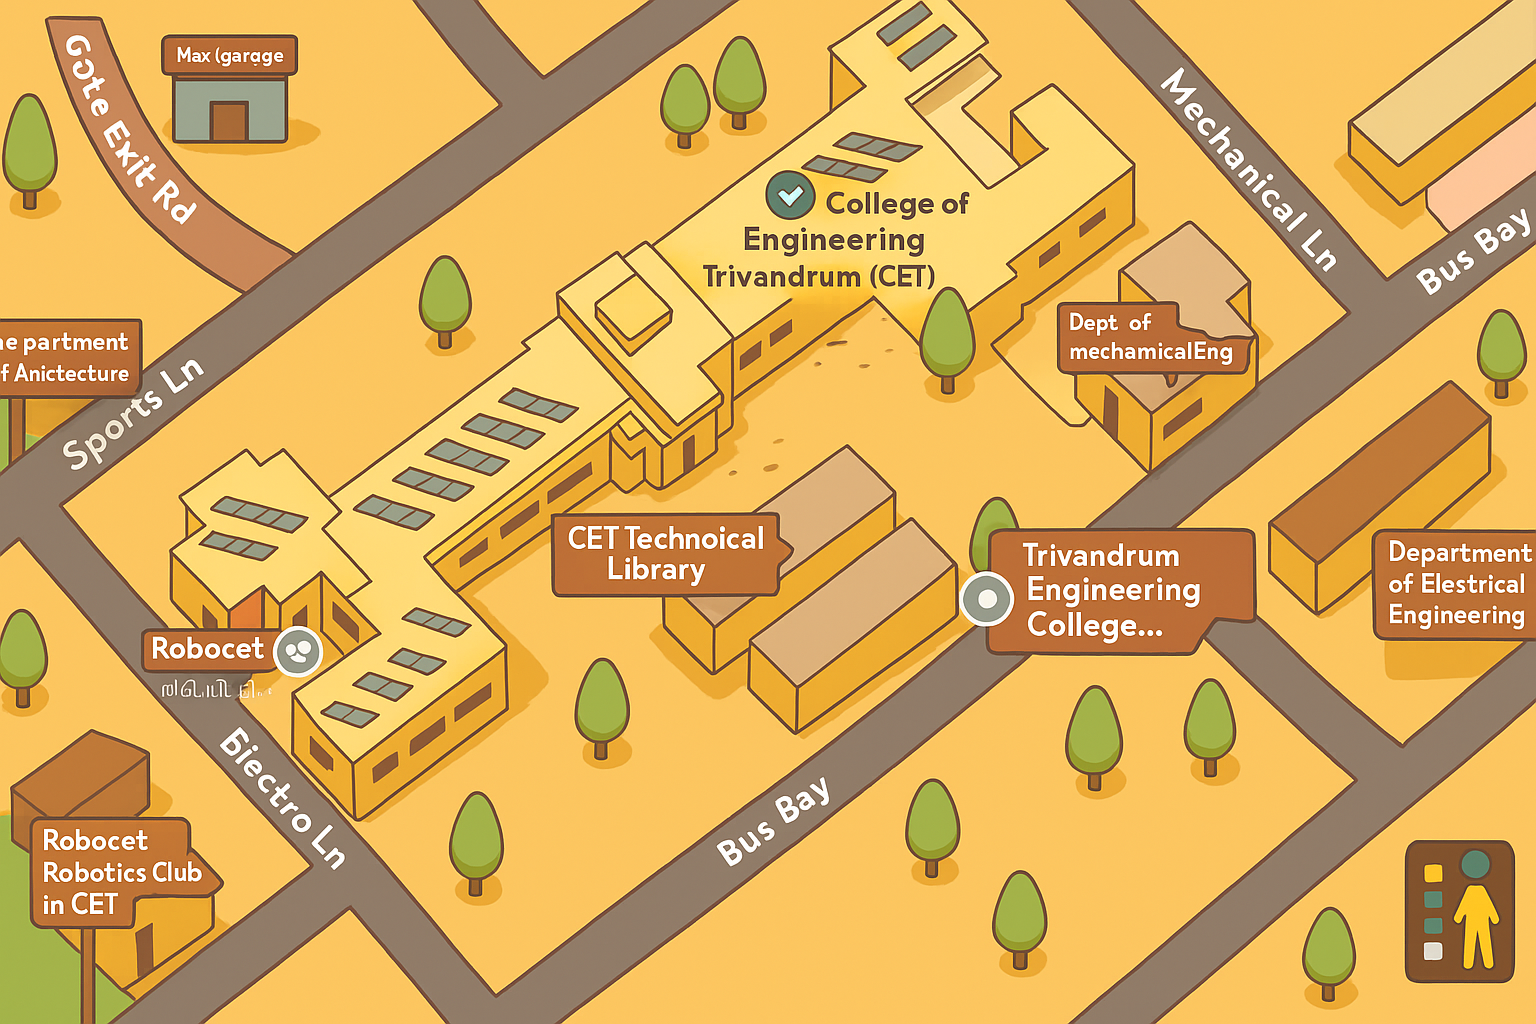 Max (garage
Gate Exit Rd
Mechanical Ln
Bus Bay
College of
Engineering
Trivandrum (CET)
Dept of
mechamicalEng
ne partment
f Anictecture
Sports Ln
CET Technoical
Library
Trivandrum
Engineering
College...
Department
of Elestrical
Engineering
Robocet
Biectro Ln
Bus Bay
Robocet
Robotics Club
in CET